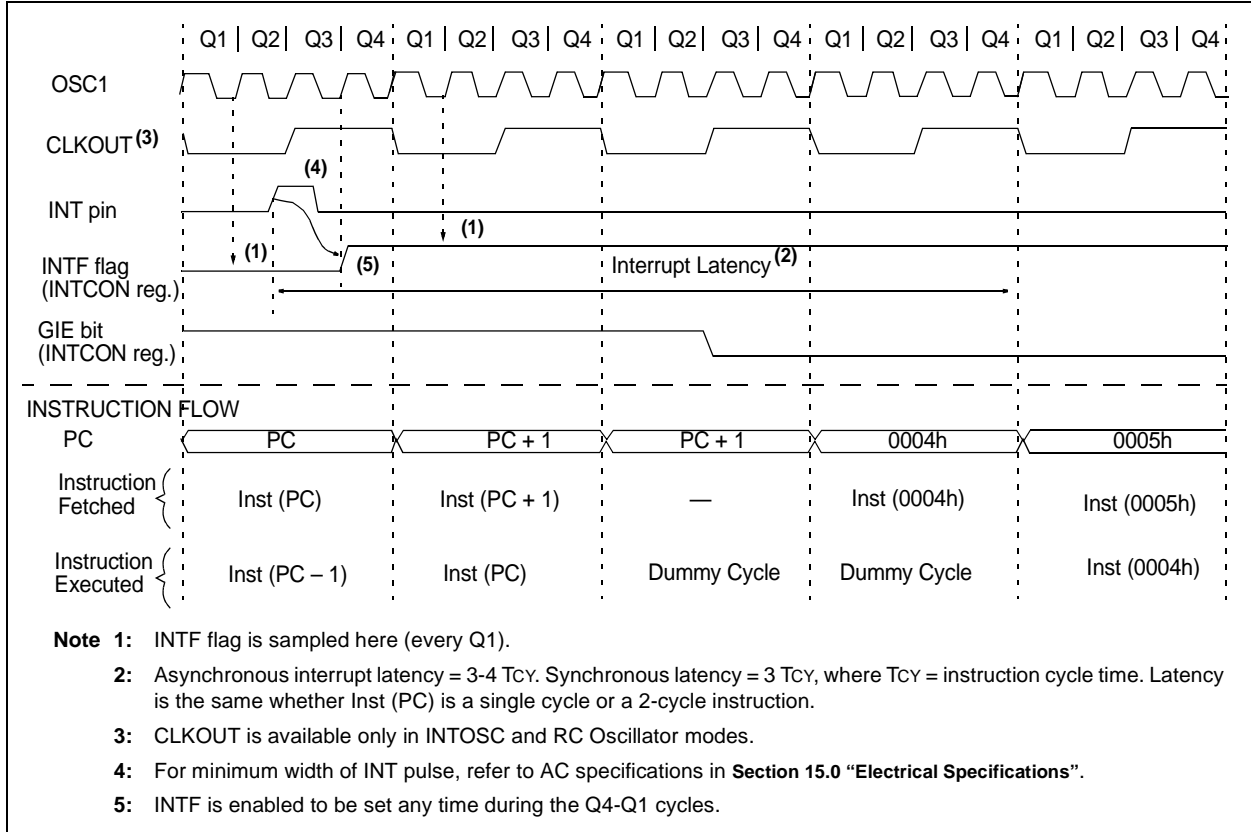 Q1 | Q2 | Q3 | Q4 Q1 | Q2 | Q3 | Q4 Q1 | Q2 | Q3 | Q4 Q1 | Q2 | Q3 | Q4 Q1 | Q2 | Q3 | Q4
OSC1
CLKOUT (3)
(4)
INT pin
(1)
(1) (5)
INTF flag
(INTCON reg.)
Interrupt Latency (2)
GIE bit
(INTCON reg.)
INSTRUCTION FLOW
PC PC PC + 1 PC + 1 0004h 0005h
Instruction
Fetched
Inst (PC) Inst (PC + 1) — Inst (0004h) Inst (0005h)
Instruction
Executed
Inst (PC – 1) Inst (PC) Dummy Cycle Dummy Cycle Inst (0004h)
Note 1: INTF flag is sampled here (every Q1).
2: Asynchronous interrupt latency = 3-4 TCY. Synchronous latency = 3 TCY, where TCY = instruction cycle time. Latency
is the same whether Inst (PC) is a single cycle or a 2-cycle instruction.
3: CLKOUT is available only in INTOSC and RC Oscillator modes.
4: For minimum width of INT pulse, refer to AC specifications in Section 15.0 “Electrical Specifications”.
5: INTF is enabled to be set any time during the Q4-Q1 cycles.